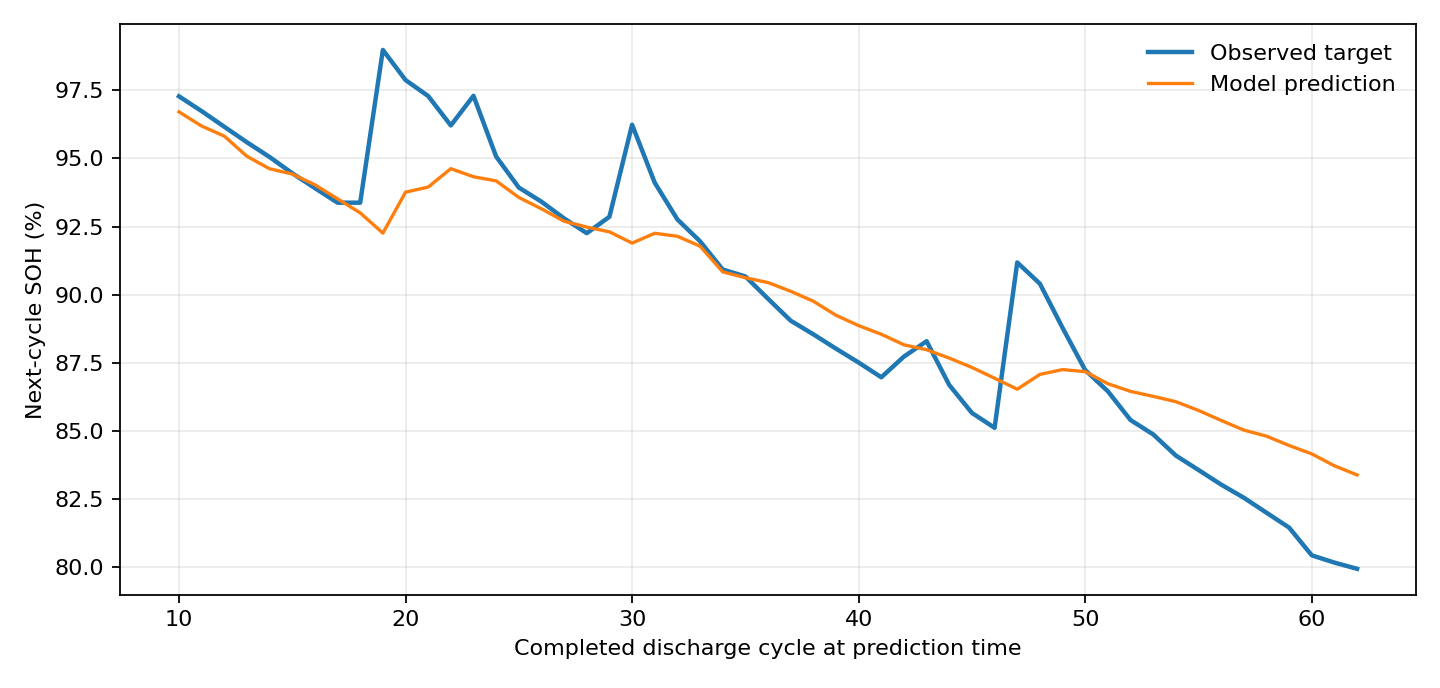 Observed target
Model prediction
Next-cycle SOH (%)
97.5
95.0
92.5
90.0
87.5
85.0
82.5
80.0
10 20 30 40 50 60
Completed discharge cycle at prediction time